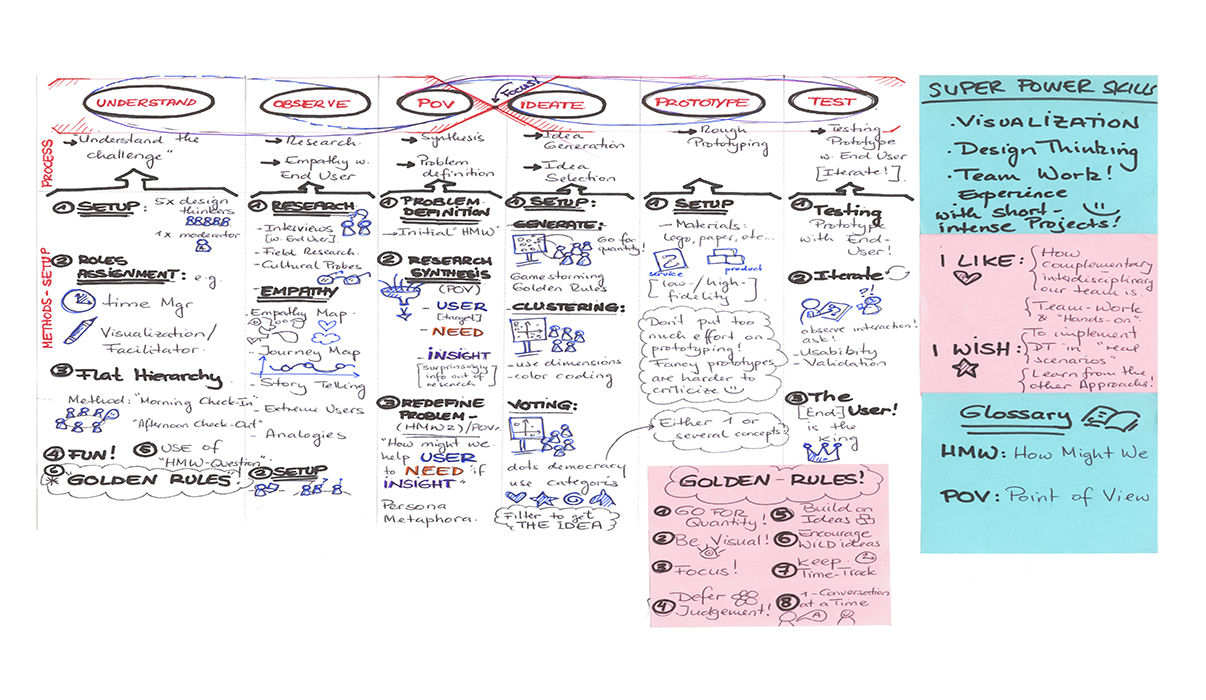 UNDERSTAND
OBSERVE
POV
FOCUS!
IDEATE
PROTOTYPE
TEST
PROCESS
→ "Understand the
challenge"
→ Research.
→ Empathy w.
End User
→ Synthesis
→ Problem
definition
→ Idea
Generation
→ Idea
Selection
→ Rough
Prototyping
→ Testing
Prototype
w. End User
[Iterate!]
METHODS - SETUP
1 SETUP: 5x design
thinkers
1x moderator
2 ROLES
ASSIGNMENT: e.g.
time Mgr
Visualization/
Facilitator.
3 Flat Hierarchy
Method: "Morning Check-In"
"Afternoon Check-Out"
4 FUN!
5 USE OF
"HMW-Question"
6 "GOLDEN RULES"
1 RESEARCH
- Interviews
[w. End User].
- Field Research.
- Cultural Probes
- EMPATHY
Empathy Map.
- Journey Map
- Story Telling
- Extreme Users
- Analogies
2 SETUP
1 PROBLEM
DEFINITION
→ Initial "HMW"
2 RESEARCH
SYNTHESIS
(POV)
- USER
[target]
- NEED
- INSIGHT
[Surprisingly
info out of
research]
3 REDEFINE
PROBLEM -
(HMW2)/POV.
"How might we
help USER
to NEED if
INSIGHT"
Persona
Metaphora.
1 SETUP:
GENERATE:
Go for
quantity!
Game storming
Golden Rules
CLUSTERING:
- use dimensions
- color coding
VOTING:
dots democracy
use categoris
Filter to get
THE IDEA
1 SETUP
- Materials:
lego, paper, etc...
service
product
[low-/high-
fidelity]
Don't put too
much effort on
prototyping!
Fancy prototypes
are harder to
criticize
Either 1 or
several concepts
1 Testing
Prototype
with End-
User!
2 Iterate
?!
observe interaction!
ask!
- Usability
- Validation
3 The
[End] User!
is the
King
GOLDEN - RULES!
1 GO FOR
Quantity!
2 Be Visual!
3 Focus!
4 Defer
Judgement!
5 Build on
Ideas
6 Encourage
WILD ideas
7 Keep
Time-Track
8 1-Conversation
at a Time
SUPER POWER SKILLS
· VISUALIZATION
· Design Thinking
· Team Work!
Experience
with short-
intense Projects!
I LIKE:
How
complementary
interdisciplinary
our team is.
Team-Work
& "Hands-on"
I WISH:
To implement
DT in "real
scenarios"
Learn from the
other Approachs!
Glossary
HMW: How Might We
POV: Point of View